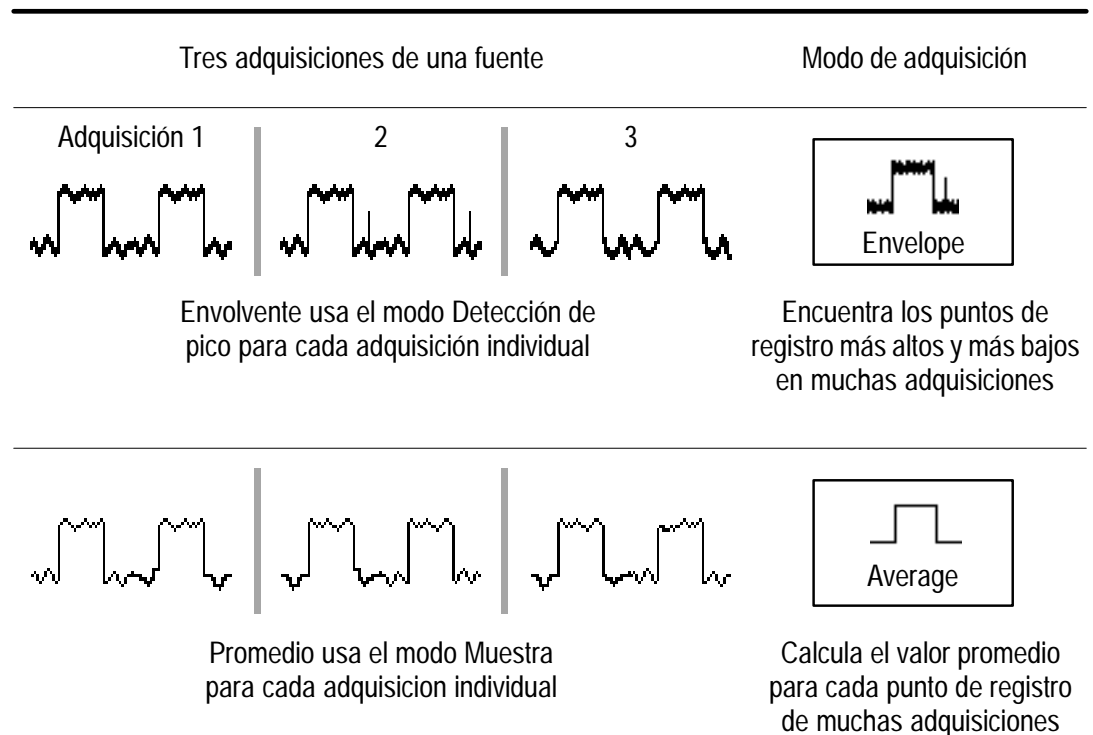 Tres adquisiciones de una fuente
Modo de adquisición
Adquisición 1
2
3
Envelope
Envolvente usa el modo Detección de
pico para cada adquisición individual
Encuentra los puntos de
registro más altos y más bajos
en muchas adquisiciones
Average
Promedio usa el modo Muestra
para cada adquisicion individual
Calcula el valor promedio
para cada punto de registro
de muchas adquisiciones